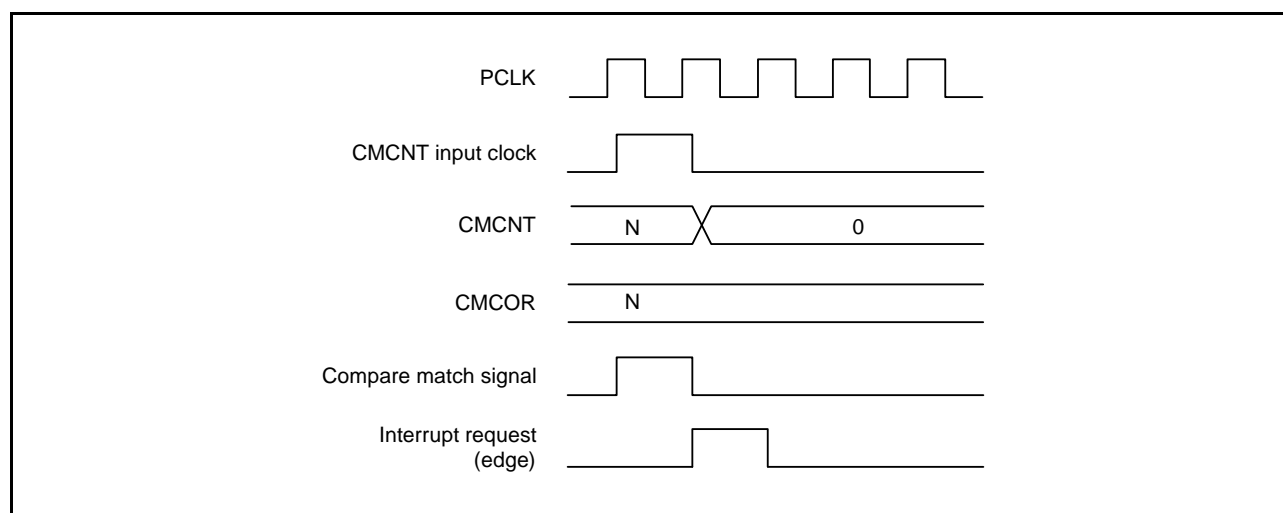 PCLK
CMCNT input clock
CMCNT
N
0
CMCOR
N
Compare match signal
Interrupt request
(edge)